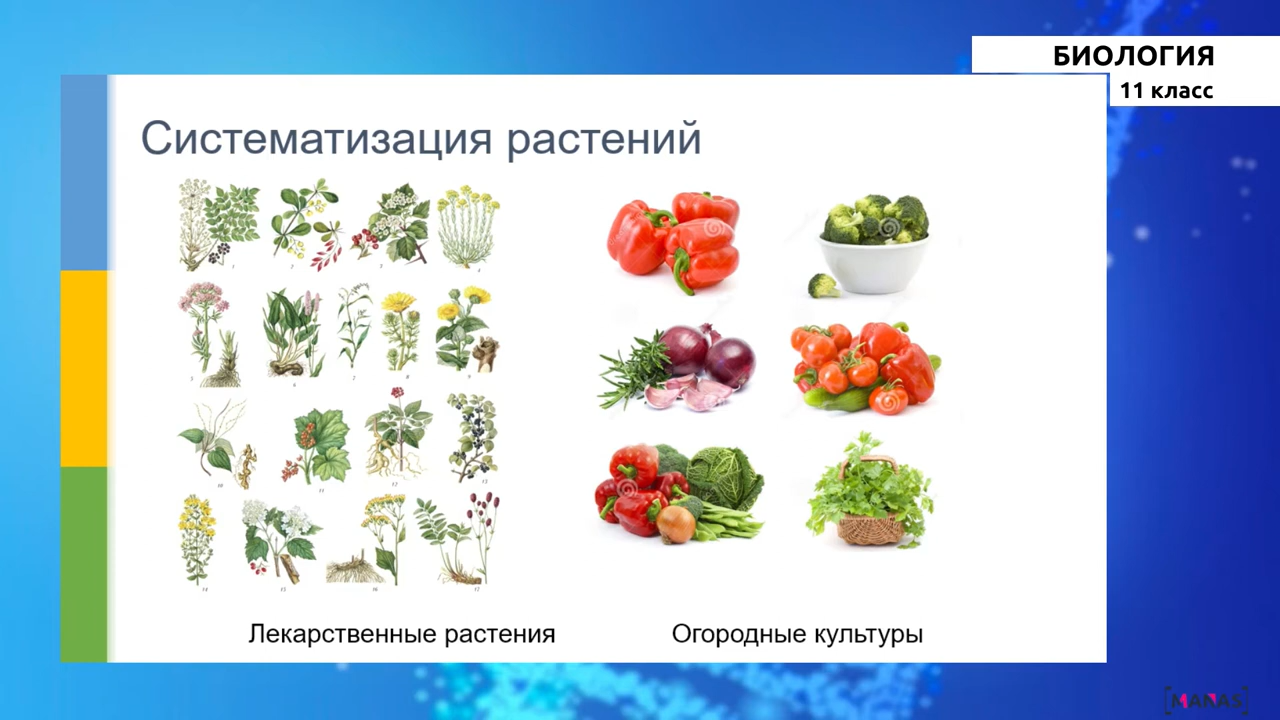 БИОЛОГИЯ
11 класс
Систематизация растений
Лекарственные растения
Огородные культуры
MANAS